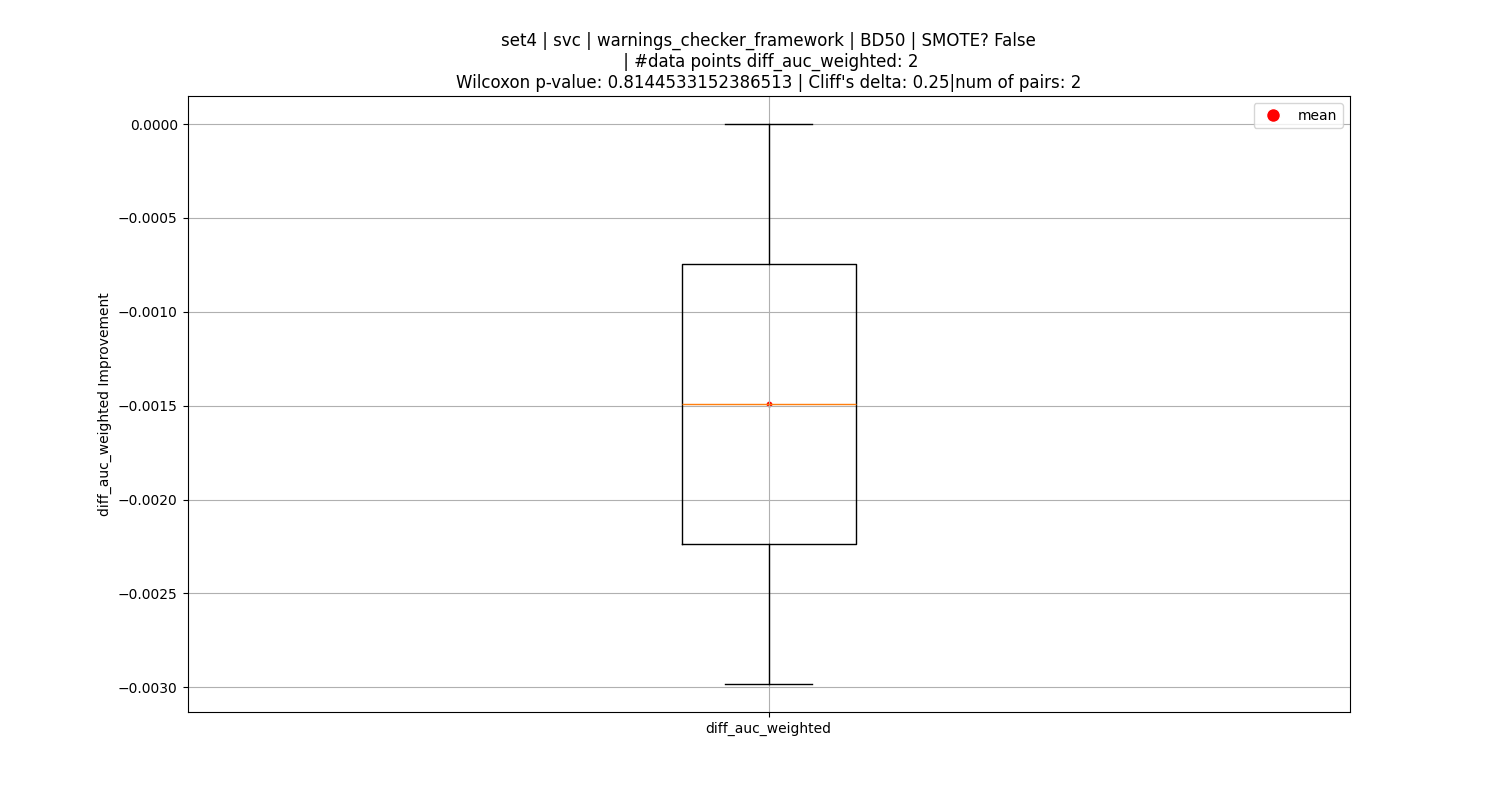 set4 | svc | warnings_checker_framework | BD50 | SMOTE? False
| #data points diff_auc_weighted: 2
Wilcoxon p-value: 0.8144533152386513 | Cliff's delta: 0.25|num of pairs: 2
mean
0.0000
−0.0005
−0.0010
−0.0015
−0.0020
−0.0025
−0.0030
diff_auc_weighted Improvement
diff_auc_weighted